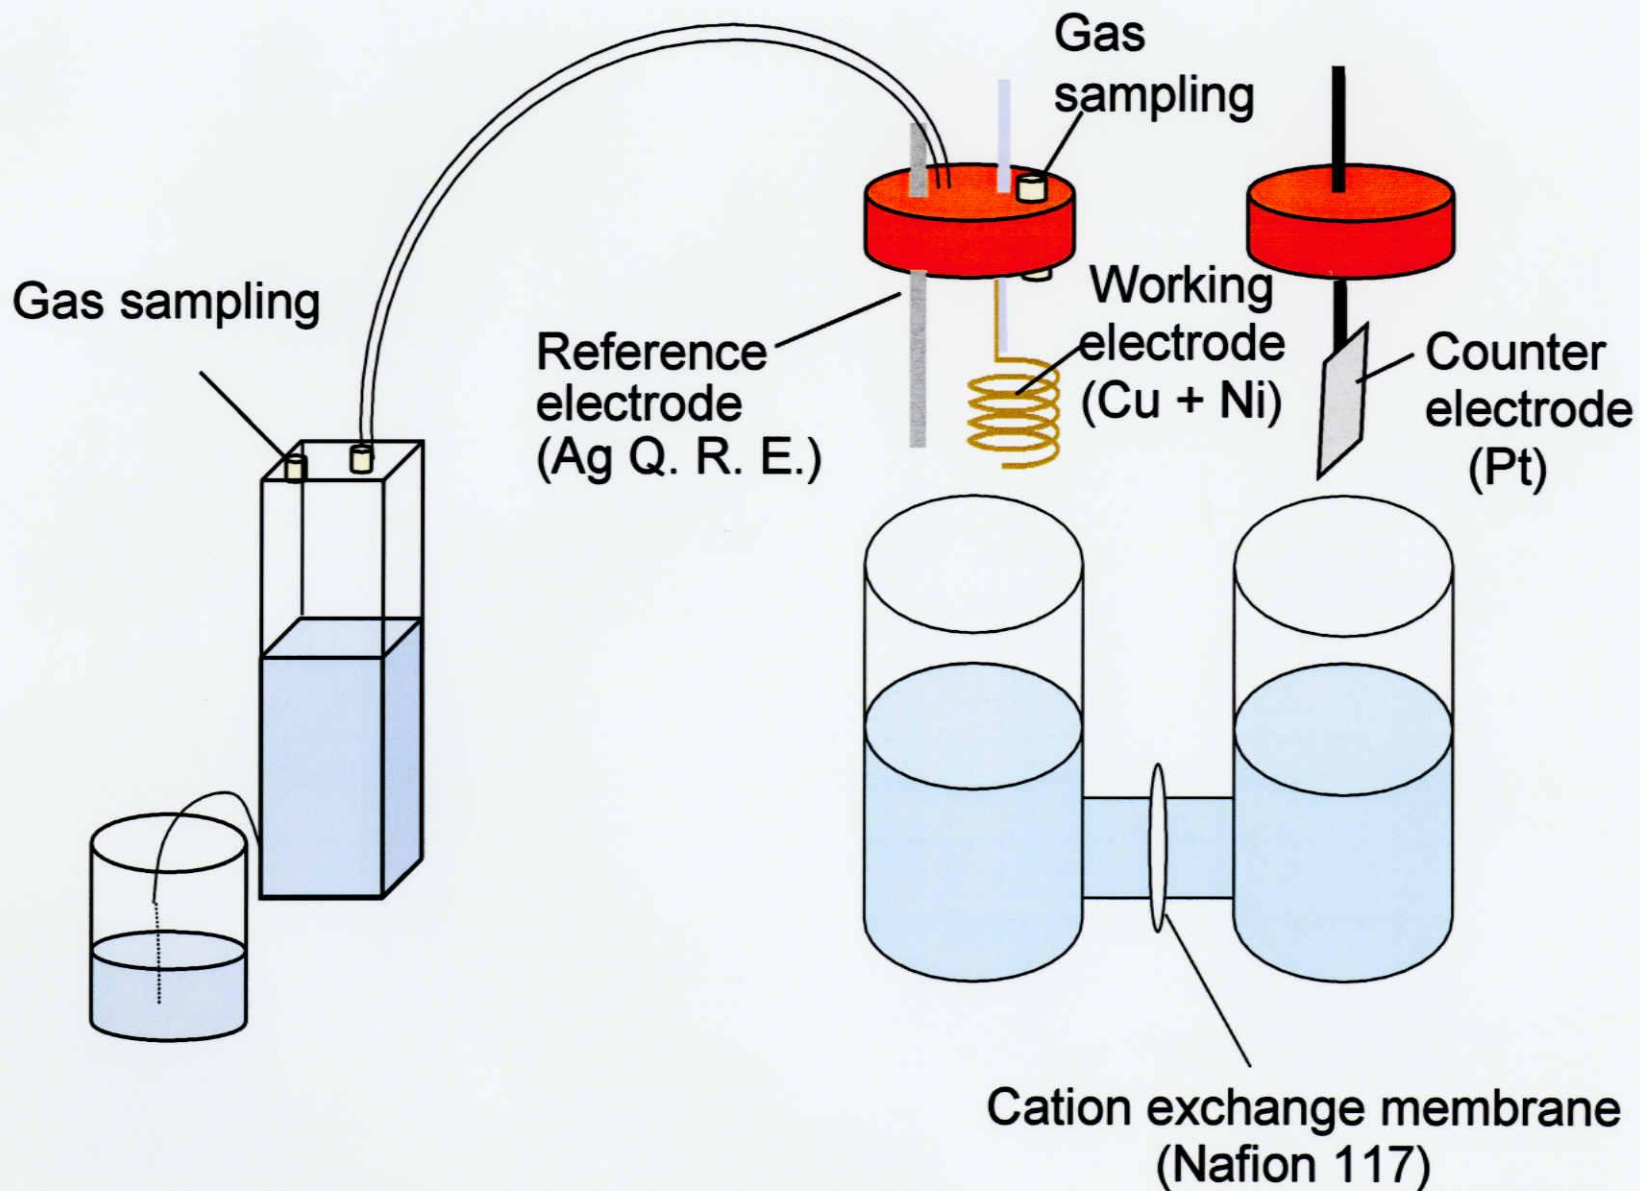 Gas
sampling
Gas sampling
Reference
electrode
(Ag Q. R. E.)
Working
electrode
(Cu + Ni)
Counter
electrode
(Pt)
Cation exchange membrane
(Nafion 117)